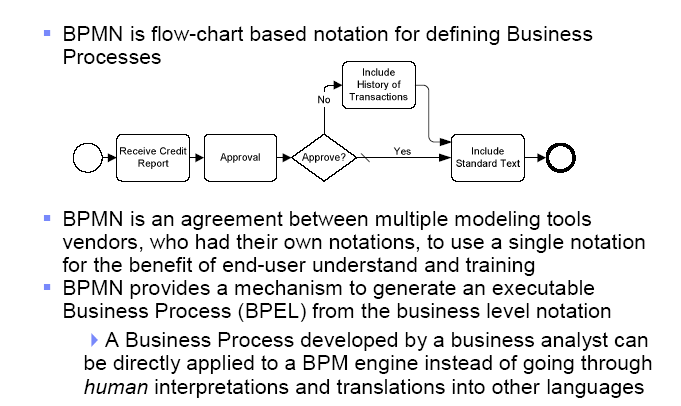 BPMN is flow-chart based notation for defining Business
Processes
Include
History of
Transactions
No
Receive Credit
Report
Approval
Approve?
Yes
Include
Standard Text
BPMN is an agreement between multiple modeling tools
vendors, who had their own notations, to use a single notation
for the benefit of end-user understand and training
BPMN provides a mechanism to generate an executable
Business Process (BPEL) from the business level notation
A Business Process developed by a business analyst can
be directly applied to a BPM engine instead of going through
human interpretations and translations into other languages